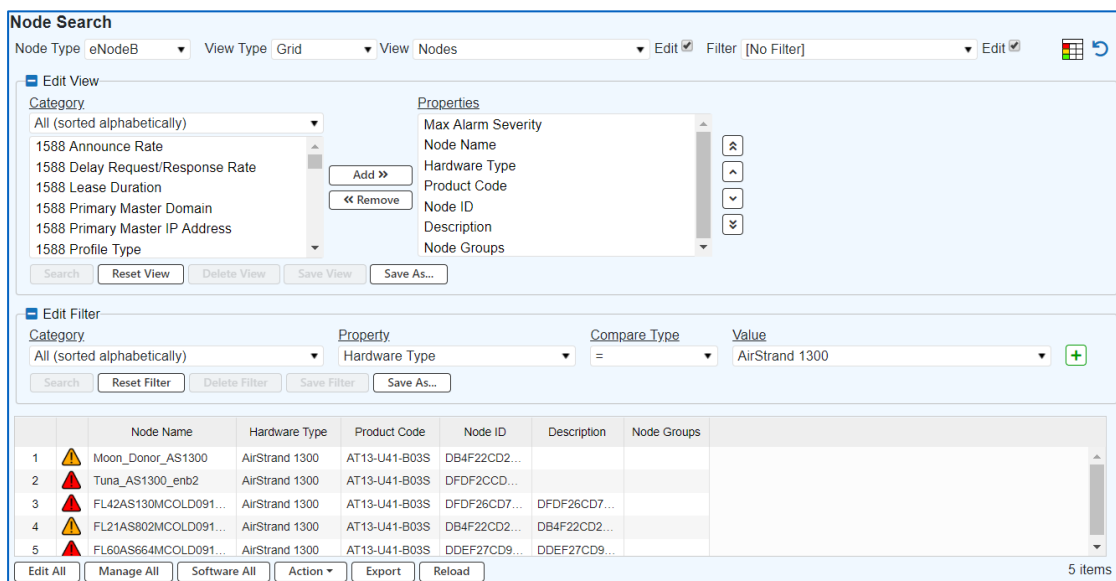 Node Search
Node Type eNodeB View Type Grid View Nodes Edit Filter [No Filter] Edit
Edit View
Category Properties
All (sorted alphabetically) Max Alarm Severity
1588 Announce Rate Node Name
1588 Delay Request/Response Rate Hardware Type
1588 Lease Duration Product Code
1588 Primary Master Domain Node ID
1588 Primary Master IP Address Description
1588 Profile Type Node Groups
Add »
« Remove
Search Reset View Delete View Save View Save As...
Edit Filter
Category Property Compare Type Value
All (sorted alphabetically) Hardware Type = AirStrand 1300
Search Reset Filter Delete Filter Save Filter Save As...
Node Name Hardware Type Product Code Node ID Description Node Groups
1 Moon_Donor_AS1300 AirStrand 1300 AT13-U41-B03S DB4F22CD2...
2 Tuna_AS1300_enb2 AirStrand 1300 AT13-U41-B03S DFDF2CCD...
3 FL42AS130MCOLD091... AirStrand 1300 AT13-U41-B03S DFDF26CD7... DFDF26CD7...
4 FL21AS802MCOLD091... AirStrand 1300 AT13-U41-B03S DB4F22CD2... DB4F22CD2...
5 FL60AS664MCOLD091... AirStrand 1300 AT13-U41-B03S DDEF27CD9... DDEF27CD9...
Edit All Manage All Software All Action Export Reload 5 items